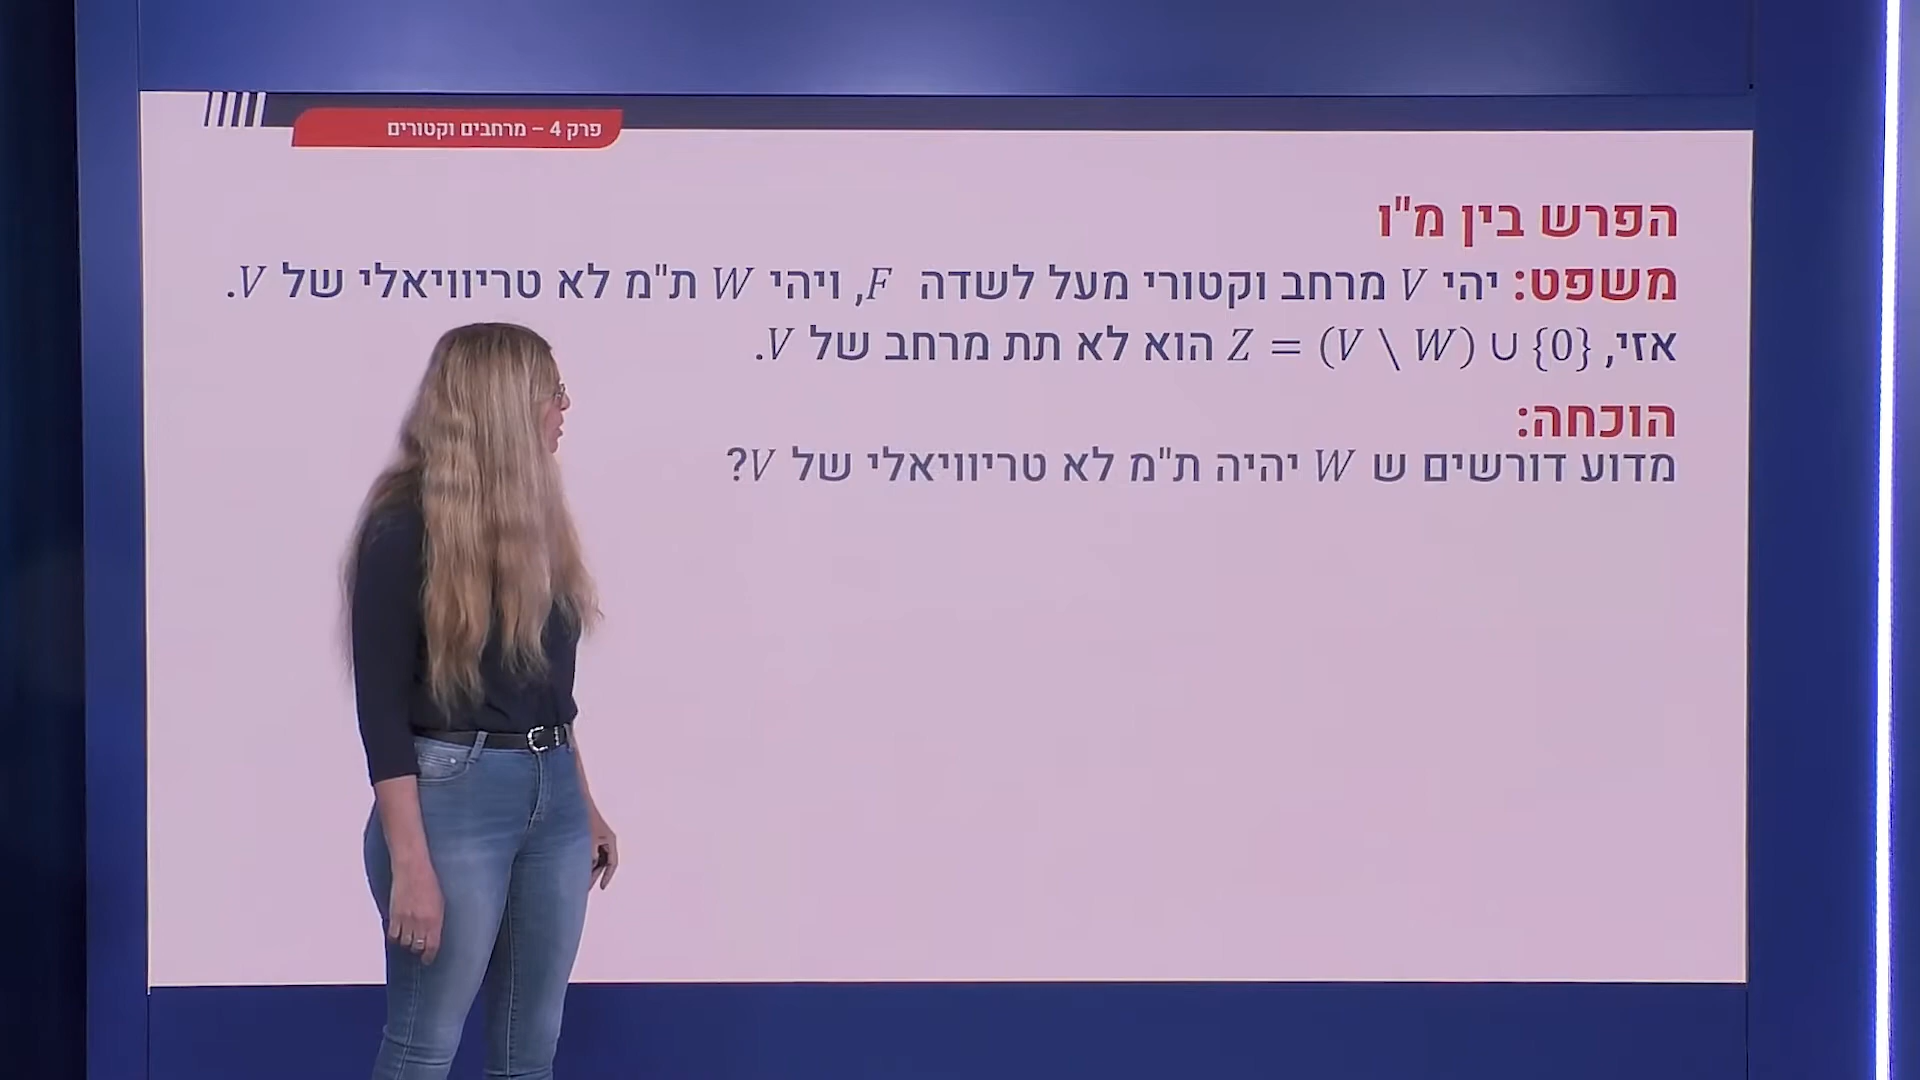 פרק 4 – מרחבים וקטורים
הפרש בין מ"ו
משפט: יהי V מרחב וקטורי מעל לשדה F, ויהי W ת"מ לא טריוויאלי של V.
אזי, Z = (V \ W) ∪ {0} הוא לא תת מרחב של V.
הוכחה:
מדוע דורשים ש W יהיה ת"מ לא טריוויאלי של V?